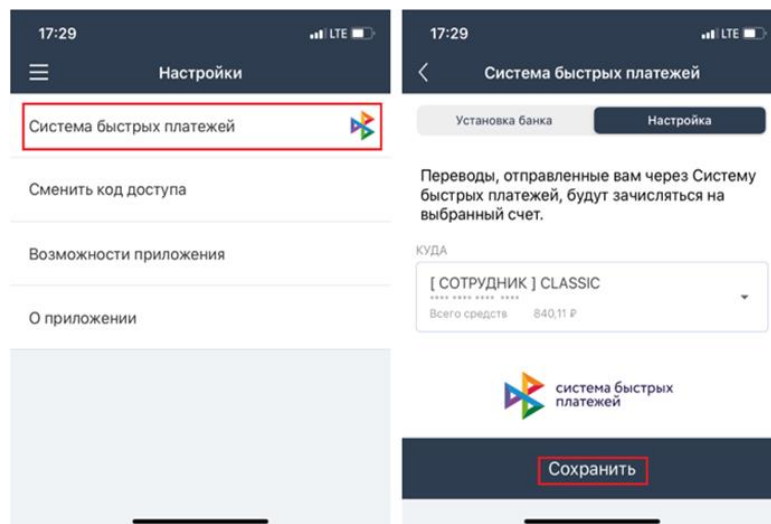 17:29
LTE
Настройки
Система быстрых платежей
Сменить код доступа
Возможности приложения
О приложении
17:29
LTE
Система быстрых платежей
Установка банка
Настройка
Переводы, отправленные вам через Систему
быстрых платежей, будут зачисляться на
выбранный счет.
КУДА
[ СОТРУДНИК ] CLASSIC
**** **** **** ****
Всего средств 840,11 ₽
система быстрых
платежей
Сохранить